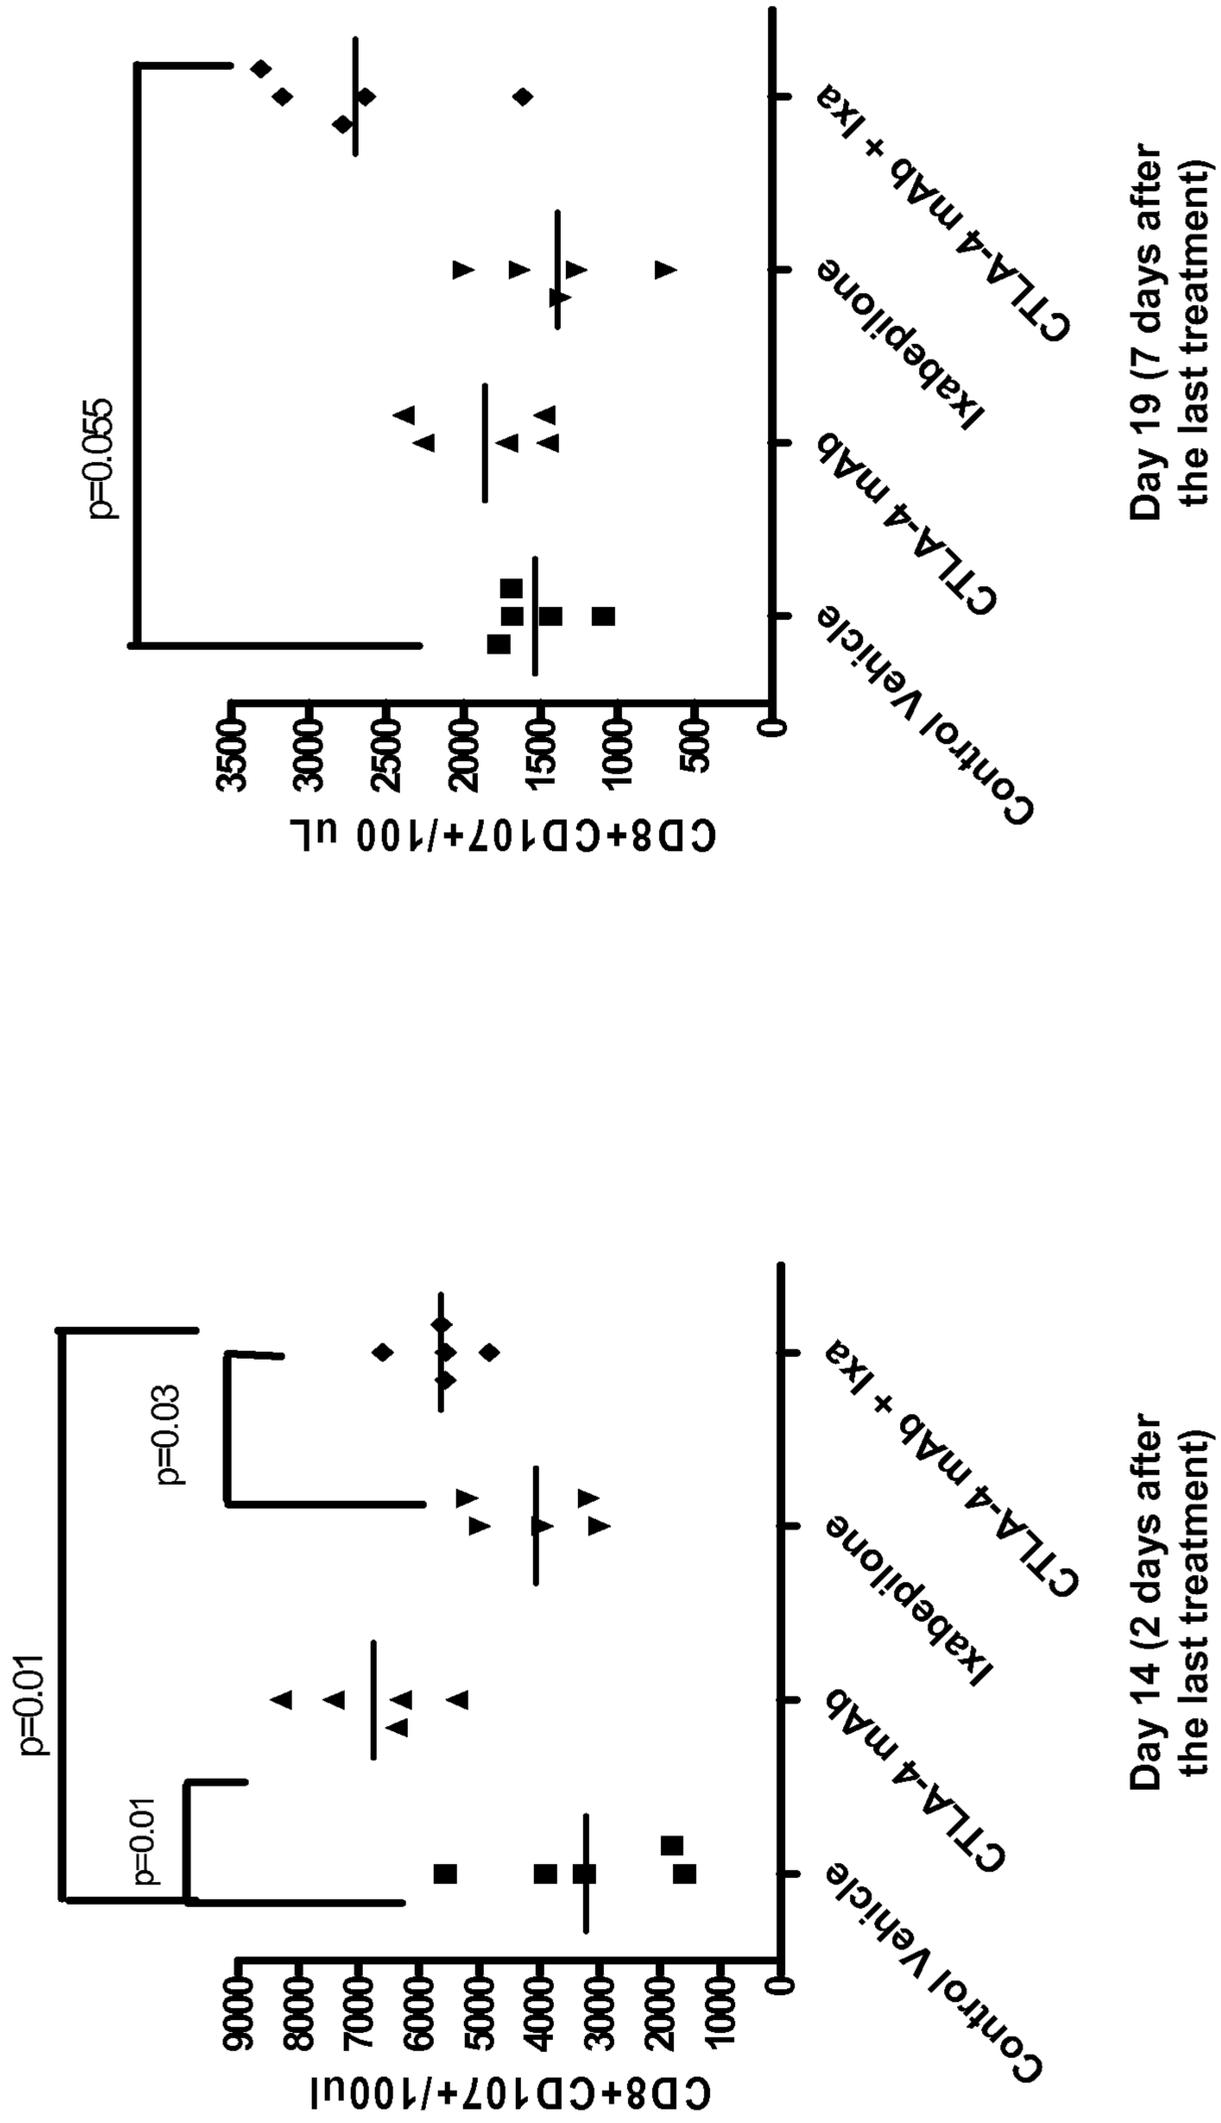 p=0.01
p=0.01
p=0.03
CD8+CD107+/100ul
9000
8000
7000
6000
5000
4000
3000
2000
1000
0
Control Vehicle
CTLA-4 mAb
Ixabepilone
CTLA-4 mAb + Ixa
Day 14 (2 days after
the last treatment)
p=0.055
CD8+CD107+/100 uL
3500
3000
2500
2000
1500
1000
500
0
Control Vehicle
CTLA-4 mAb
Ixabepilone
CTLA-4 mAb + Ixa
Day 19 (7 days after
the last treatment)